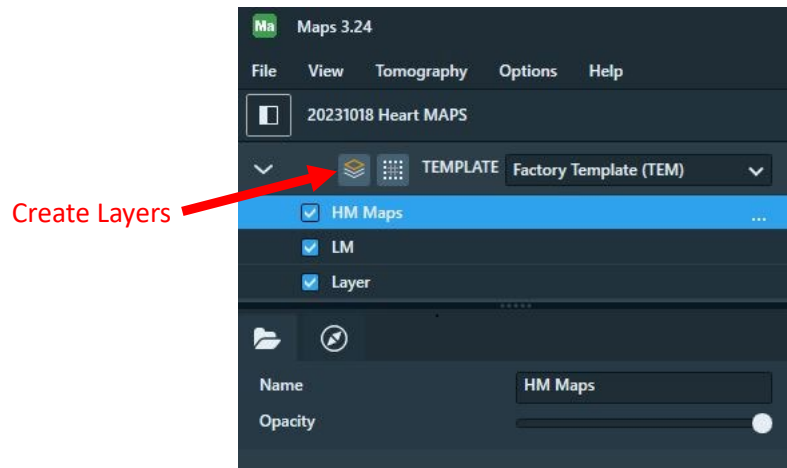 Ma Maps 3.24
File View Tomography Options Help
20231018 Heart MAPS
TEMPLATE Factory Template (TEM)
Create Layers
HM Maps ...
LM
Layer
Name HM Maps
Opacity